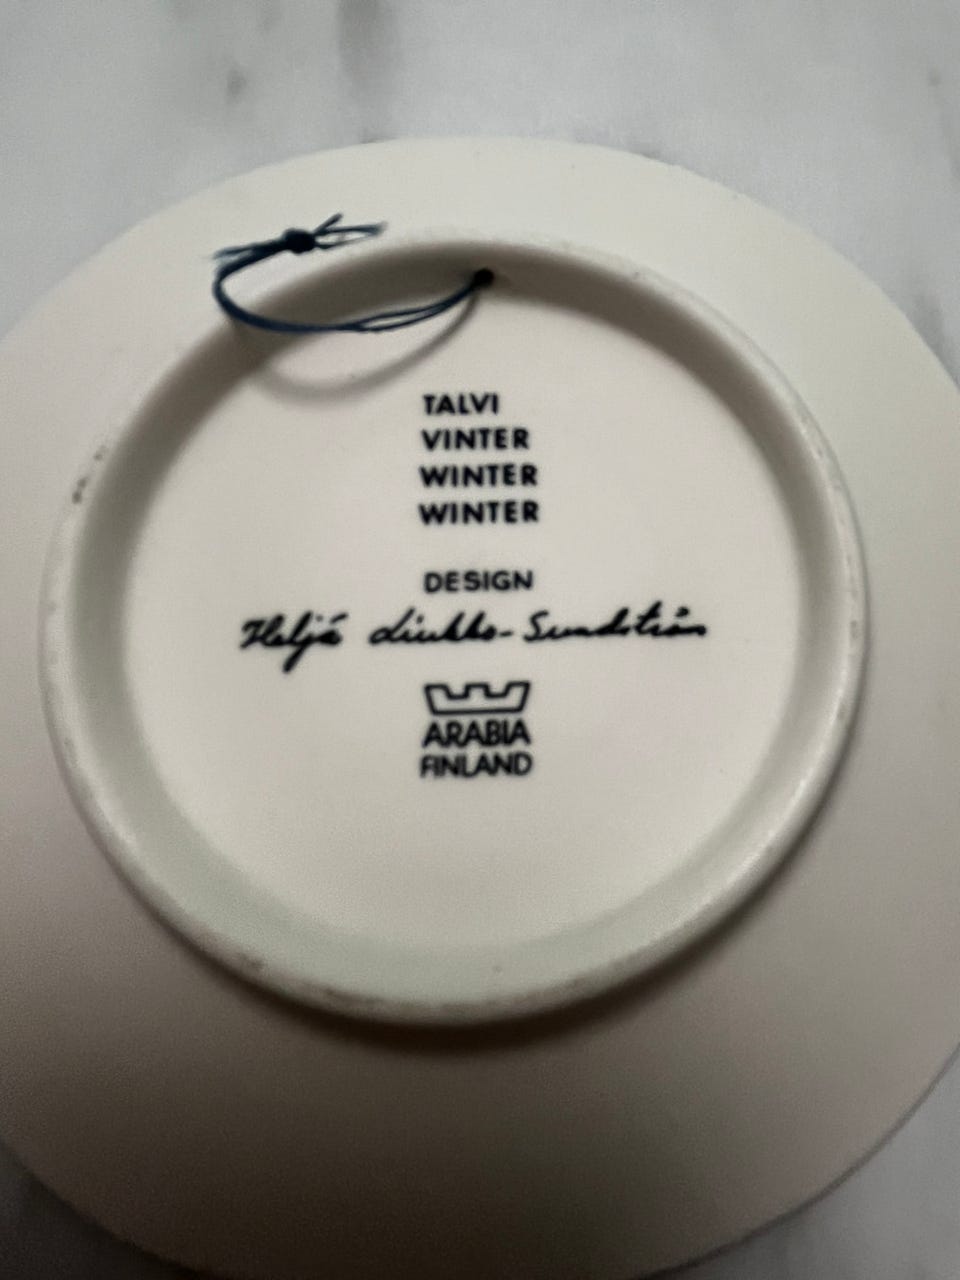 TALVI
VINTER
WINTER
WINTER
DESIGN
Heljä Liukko-Sundström
ARABIA
FINLAND